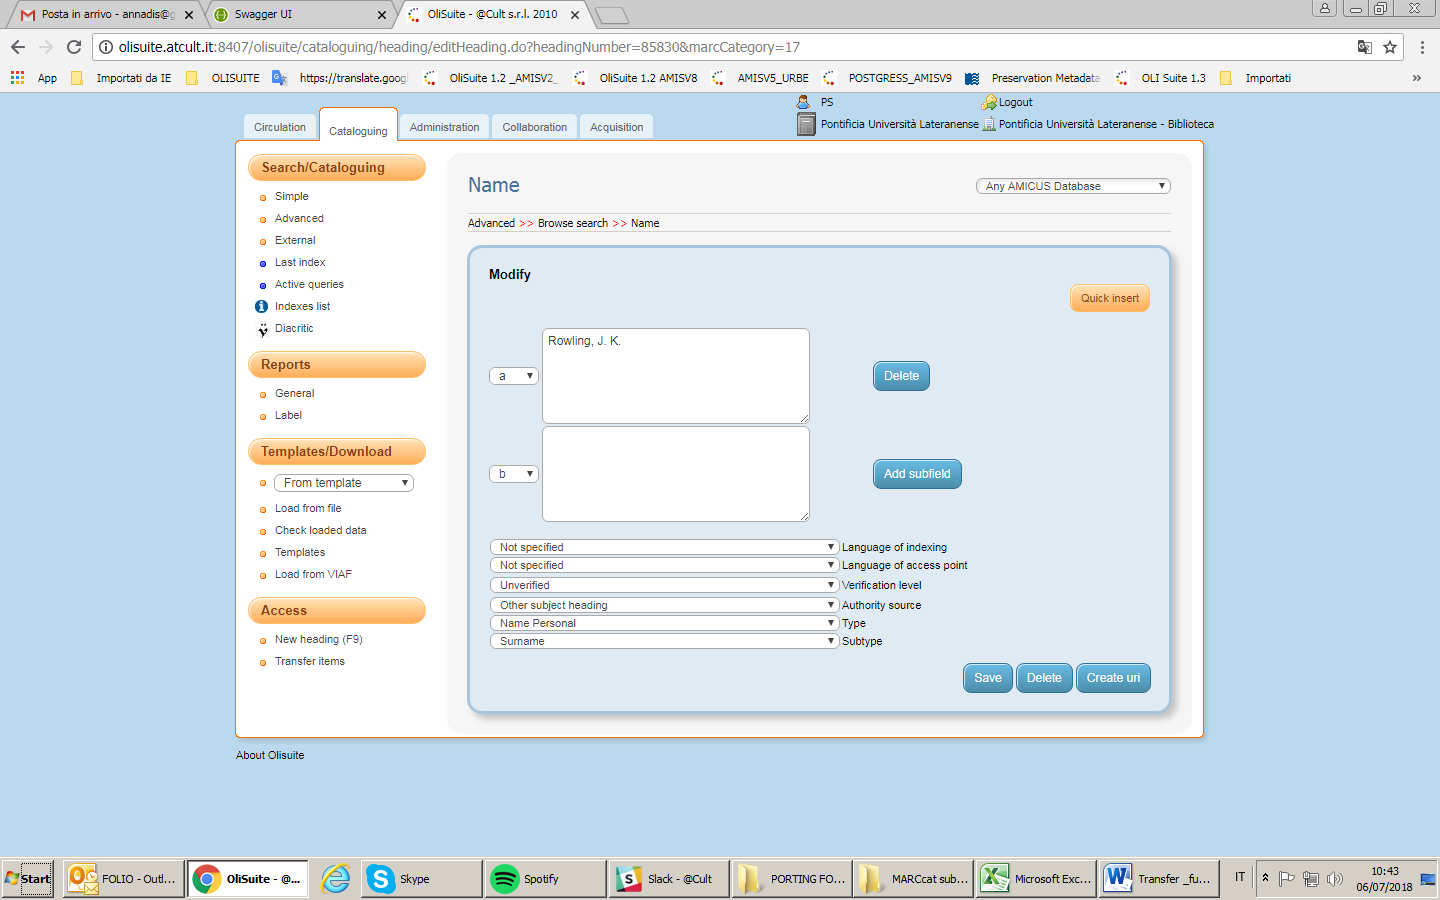 Posta in arrivo - annadis@g
Swagger UI
OliSuite - @Cult s.r.l. 2010
olisuite.atcult.it:8407/olisuite/cataloguing/heading/editHeading.do?headingNumber=85830&marcCategory=17
App
Importati da IE
OLISUITE
https://translate.goog
OliSuite 1.2 _AMISV2_
OliSuite 1.2 AMISV8
AMISV5_URBE
POSTGRESS_AMISV9
Preservation Metadata
OLI Suite 1.3
Importati
»
PS
Logout
Pontificia Università Lateranense
Pontificia Università Lateranense - Biblioteca
Circulation
Cataloguing
Administration
Collaboration
Acquisition
Search/Cataloguing
Simple
Advanced
External
Last index
Active queries
Indexes list
Diacritic
Reports
General
Label
Templates/Download
From template
Load from file
Check loaded data
Templates
Load from VIAF
Access
New heading (F9)
Transfer items
Name
Any AMICUS Database
Advanced >> Browse search >> Name
Modify
Quick insert
a
Rowling, J. K.
Delete
b
Add subfield
Not specified Language of indexing
Not specified Language of access point
Unverified Verification level
Other subject heading Authority source
Name Personal Type
Surname Subtype
Save
Delete
Create uri
About Olisuite
Start
FOLIO - Outl...
OliSuite - @...
Skype
Spotify
Slack - @Cult
PORTING FO...
MARCcat sub...
Microsoft Exc...
Transfer _fu...
IT
10:43
06/07/2018